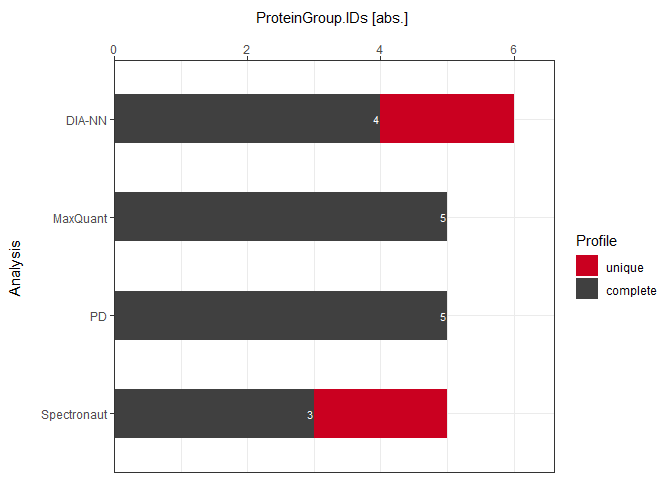 ProteinGroup.IDs [abs.]
0 2 4 6
DIA-NN 4
MaxQuant 5
PD 5
Spectronaut 3
Analysis
Profile
unique
complete